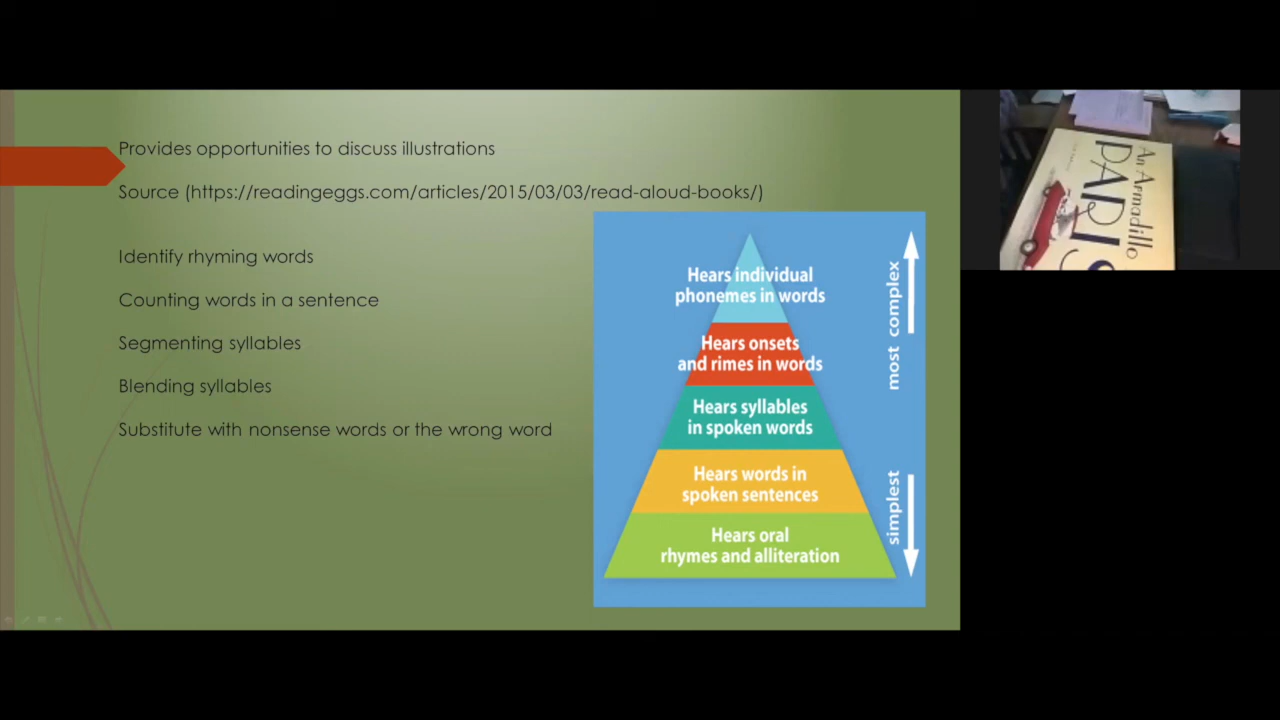 Provides opportunities to discuss illustrations
Source (https://readingeggs.com/articles/2015/03/03/read-aloud-books/)
Identify rhyming words
Counting words in a sentence
Segmenting syllables
Blending syllables
Substitute with nonsense words or the wrong word
Hears individual
phonemes in words
Hears onsets
and rimes in words
Hears syllables
in spoken words
Hears words in
spoken sentences
Hears oral
rhymes and alliteration
most complex
simplest
An Armadillo
PARIS